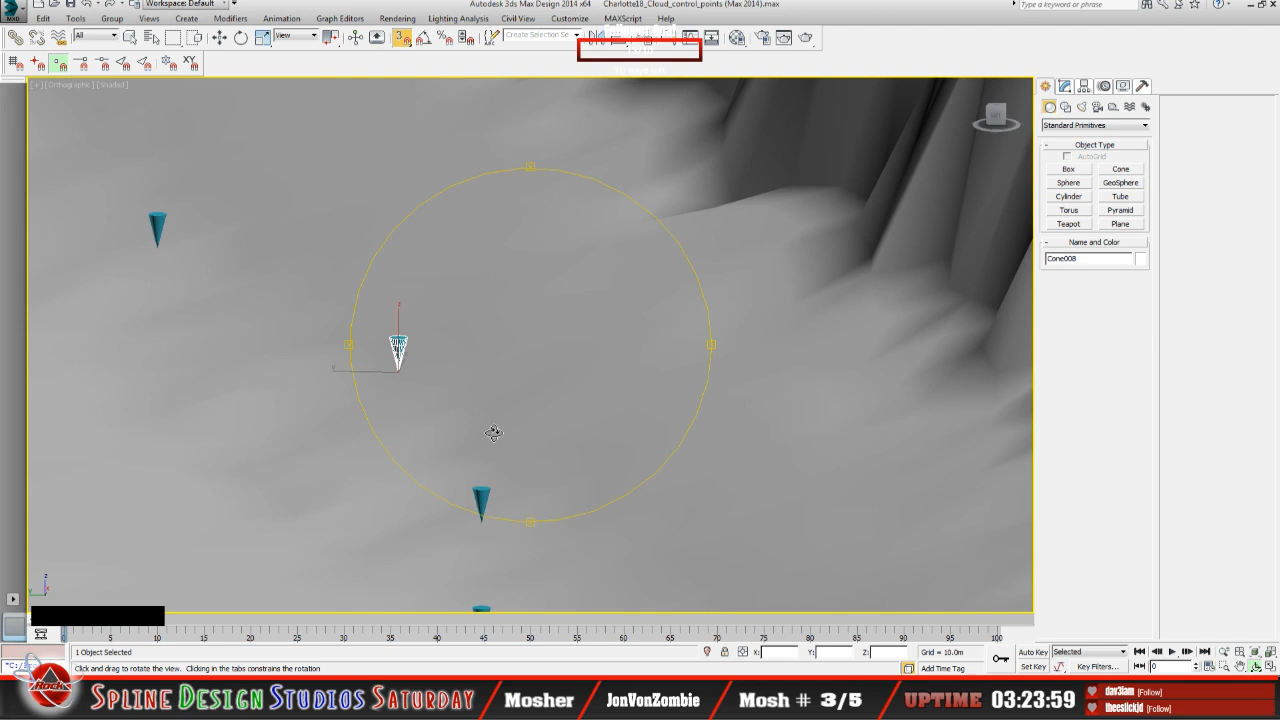 Autodesk 3ds Max Design 2014 x64 Charlotte18_Cloud_control_points (Max 2014).max
Workspace: Default
Type a keyword or phrase
MXD
Edit Tools Group Views Create Modifiers Animation Graph Editors Rendering Lighting Analysis Civil View Customize MAXScript Help
All View Create Selection Se
XY
[+] [Orthographic] [Shaded]
Standard Primitives
Object Type
AutoGrid
Box Cone
Sphere GeoSphere
Cylinder Tube
Torus Pyramid
Teapot Plane
Name and Color
Cone008
5 10 15 20 25 30 35 40 45 50 55 60 65 70 75 80 85 90 95 100
1 Object Selected X: Y: Z: Grid = 10.0m Auto Key Selected
Click and drag to rotate the view. Clicking in the tabs constrains the rotation Add Time Tag Set Key Key Filters... 0
Rock
Spline Design Studios Saturday Mosher JonVonZombie Mosh # 3/5 UPTIME 03:23:59
dav3lam [Follow]
theestickjd [Follow]